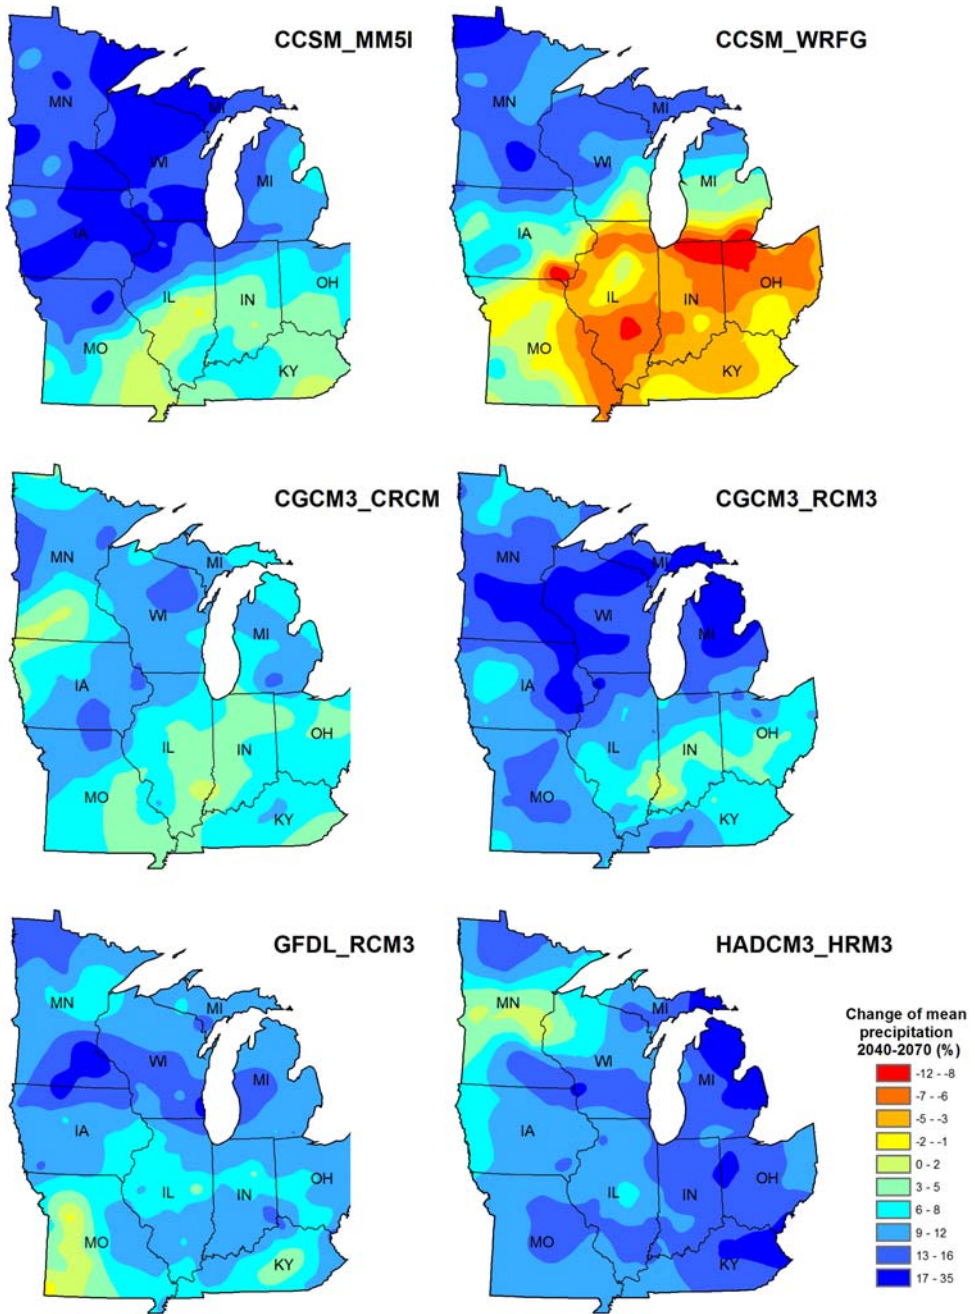 CCSM_MM5I
CCSM_WRFG
MN
MI
WI
MI
IA
IL
IN
OH
MO
KY
MN
MI
WI
MI
IA
IL
IN
OH
MO
KY
CGCM3_CRCM
CGCM3_RCM3
MN
MI
WI
MI
IA
IL
IN
OH
MO
KY
MN
MI
WI
MI
IA
IL
IN
OH
MO
KY
GFDL_RCM3
HADCM3_HRM3
MN
MI
WI
MI
IA
IL
IN
OH
MO
KY
MN
MI
WI
MI
IA
IL
IN
OH
MO
KY
Change of mean
precipitation
2040-2070 (%)
-12 - -8
-7 - -6
-5 - -3
-2 - -1
0 - 2
3 - 5
6 - 8
9 - 12
13 - 16
17 - 35